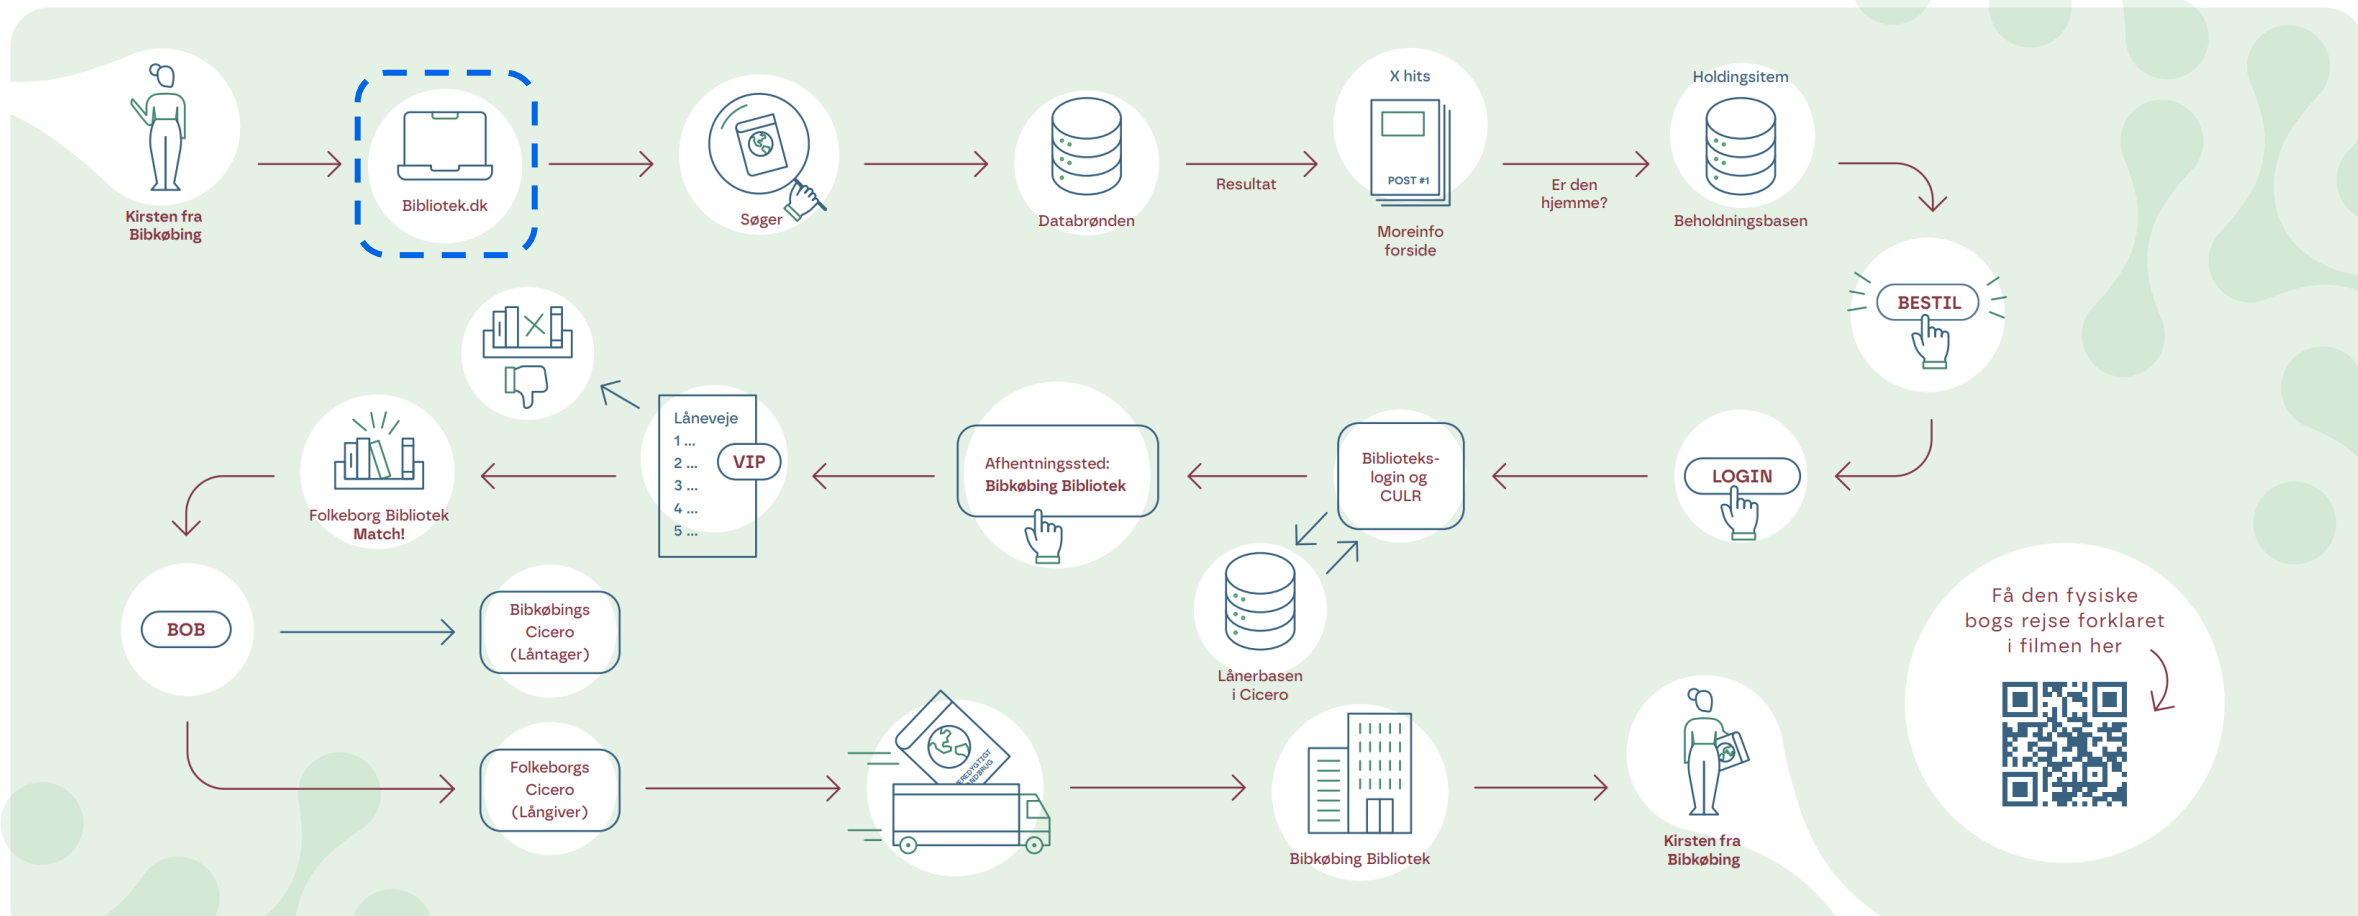 Kirsten fra
Bibkøbing
Bibliotek.dk
Søger
Databrønden
Resultat
X hits
POST #1
Moreinfo
forside
Er den
hjemme?
Holdingsitem
Beholdningsbasen
BESTIL
LOGIN
Biblioteks-
login og
CULR
Lånerbasen
i Cicero
Afhentningssted:
Bibkøbing Bibliotek
Låneveje
1 ...
2 ...
3 ...
4 ...
5 ...
VIP
Folkeborg Bibliotek
Match!
BOB
Bibkøbings
Cicero
(Låntager)
Folkeborgs
Cicero
(Långiver)
Bibkøbing Bibliotek
Kirsten fra
Bibkøbing
Få den fysiske
bogs rejse forklaret
i filmen her